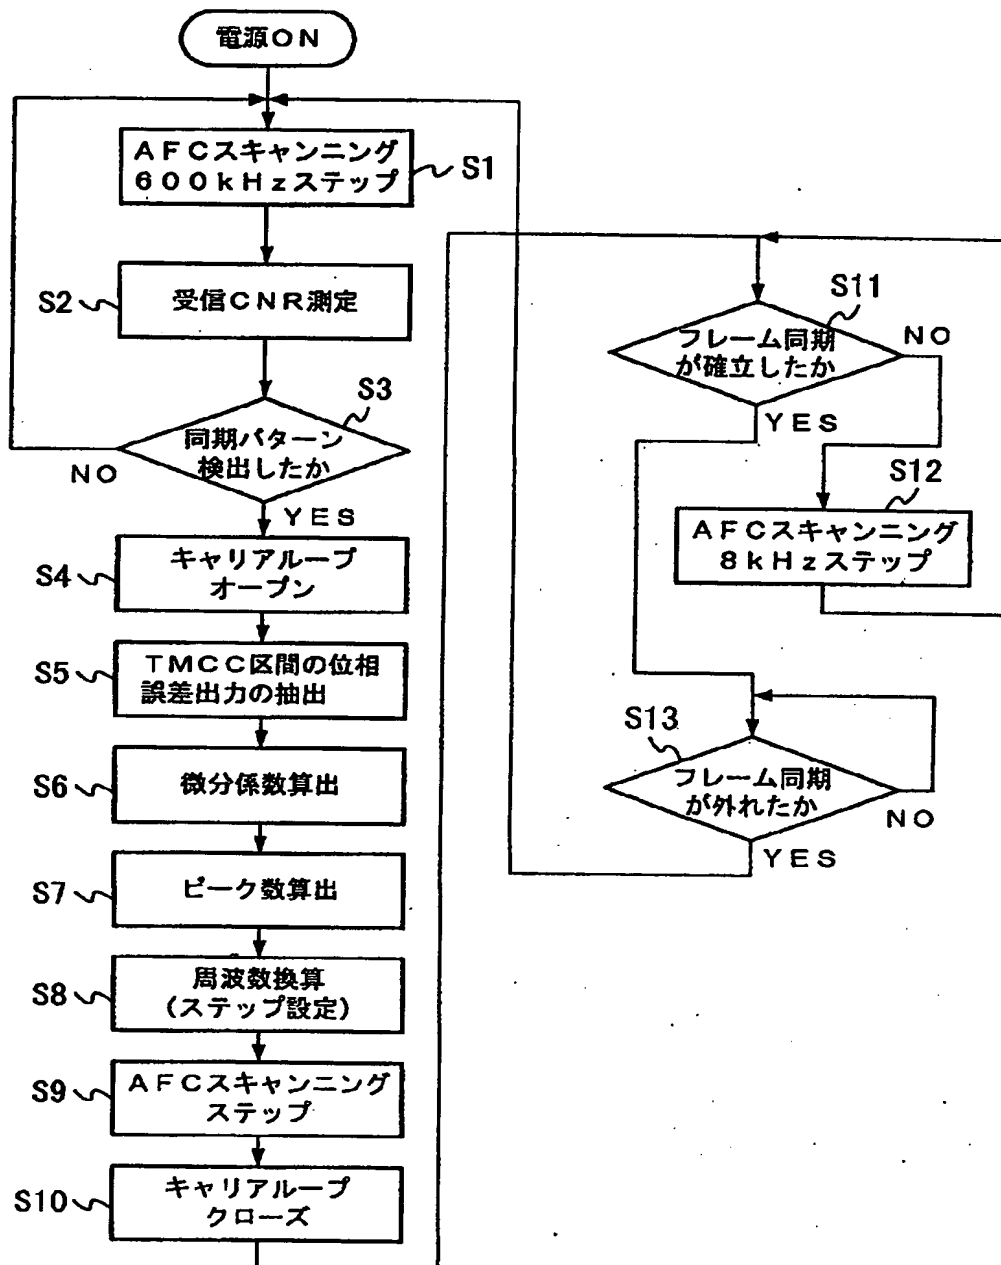 電源ON
AFCスキャンニング
600kHzステップ
S1
S2
受信CNR測定
S3
同期パターン
検出したか
NO
YES
S4
キャリアループ
オープン
S5
TMCC区間の位相
誤差出力の抽出
S6
微分係数算出
S7
ピーク数算出
S8
周波数換算
(ステップ設定)
S9
AFCスキャンニング
ステップ
S10
キャリアループ
クローズ
S11
フレーム同期
が確立したか
NO
YES
S12
AFCスキャンニング
8kHzステップ
S13
フレーム同期
が外れたか
NO
YES